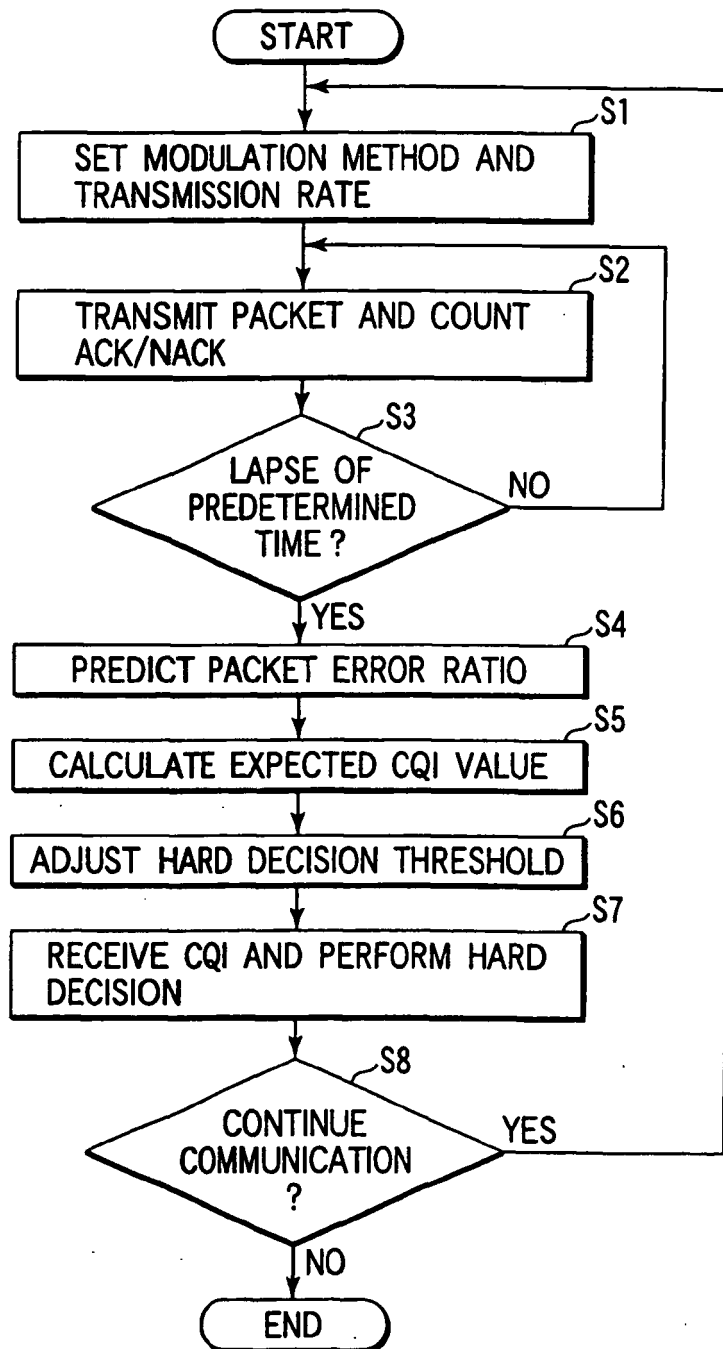 START
S1
SET MODULATION METHOD AND
TRANSMISSION RATE
S2
TRANSMIT PACKET AND COUNT
ACK/NACK
S3
LAPSE OF
PREDETERMINED
TIME ?
NO
YES
S4
PREDICT PACKET ERROR RATIO
S5
CALCULATE EXPECTED CQI VALUE
S6
ADJUST HARD DECISION THRESHOLD
S7
RECEIVE CQI AND PERFORM HARD
DECISION
S8
CONTINUE
COMMUNICATION
?
YES
NO
END